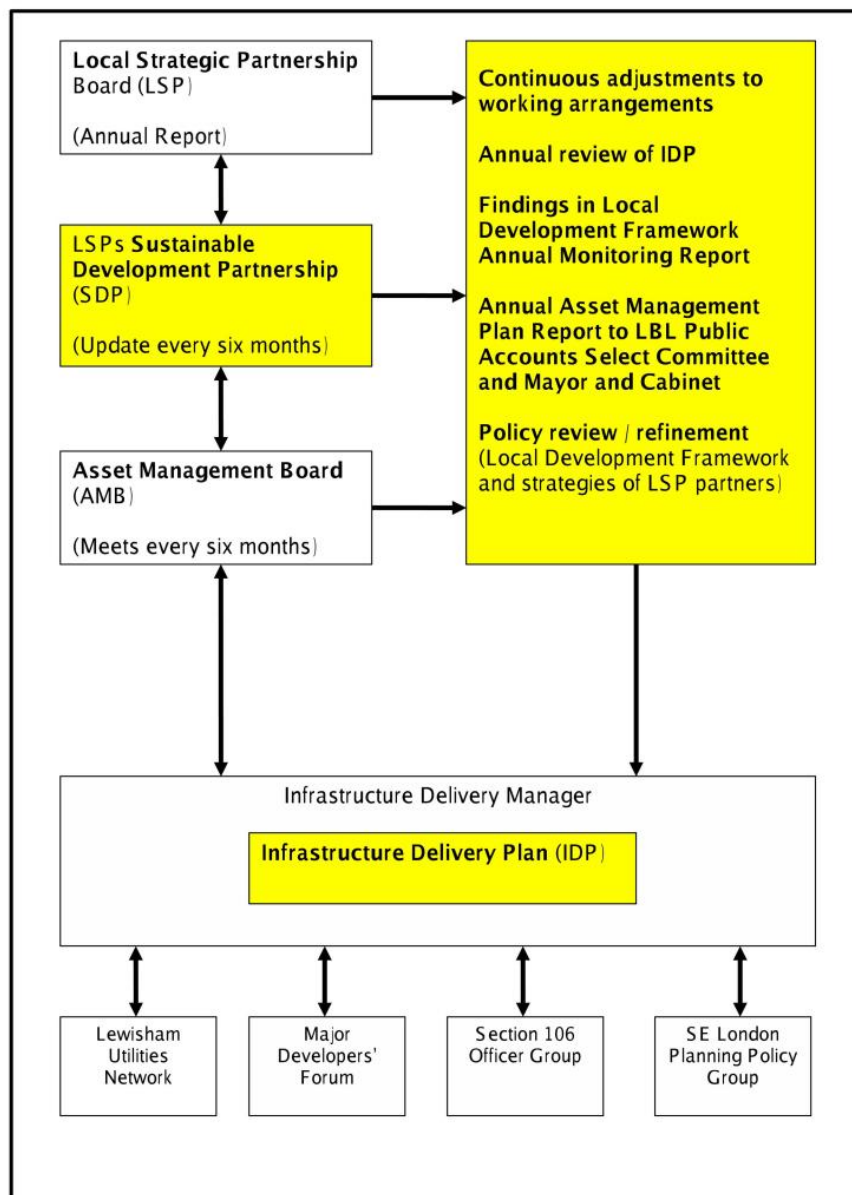 Local Strategic Partnership
Board (LSP)
(Annual Report)
LSPs Sustainable
Development Partnership
(SDP)
(Update every six months)
Asset Management Board
(AMB)
(Meets every six months)
Continuous adjustments to
working arrangements
Annual review of IDP
Findings in Local
Development Framework
Annual Monitoring Report
Annual Asset Management
Plan Report to LBL Public
Accounts Select Committee
and Mayor and Cabinet
Policy review / refinement
(Local Development Framework
and strategies of LSP partners)
Infrastructure Delivery Manager
Infrastructure Delivery Plan (IDP)
Lewisham
Utilities
Network
Major
Developers'
Forum
Section 106
Officer Group
SE London
Planning Policy
Group